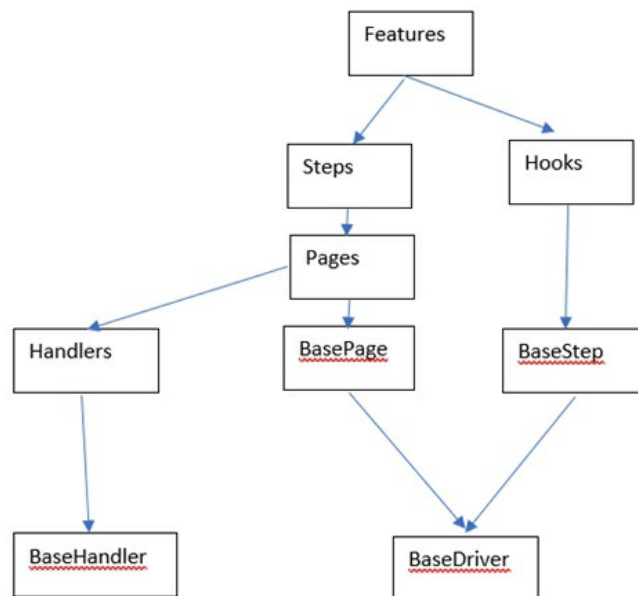 Features
Steps
Hooks
Pages
Handlers
BasePage
BaseStep
BaseHandler
BaseDriver